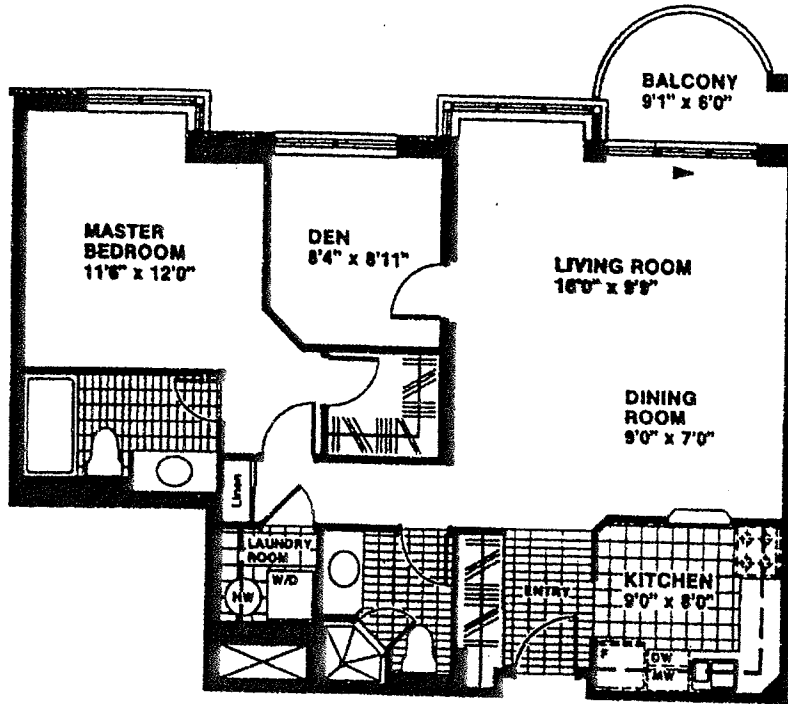 BALCONY
9'1" x 6'0"
MASTER
BEDROOM
11'6" x 12'0"
DEN
8'4" x 8'11"
LIVING ROOM
16'0" x 9'9"
DINING
ROOM
9'0" x 7'0"
Linen
LAUNDRY
ROOM
W/D
HW
ENTRY
KITCHEN
9'0" x 8'0"
F
DW
MW